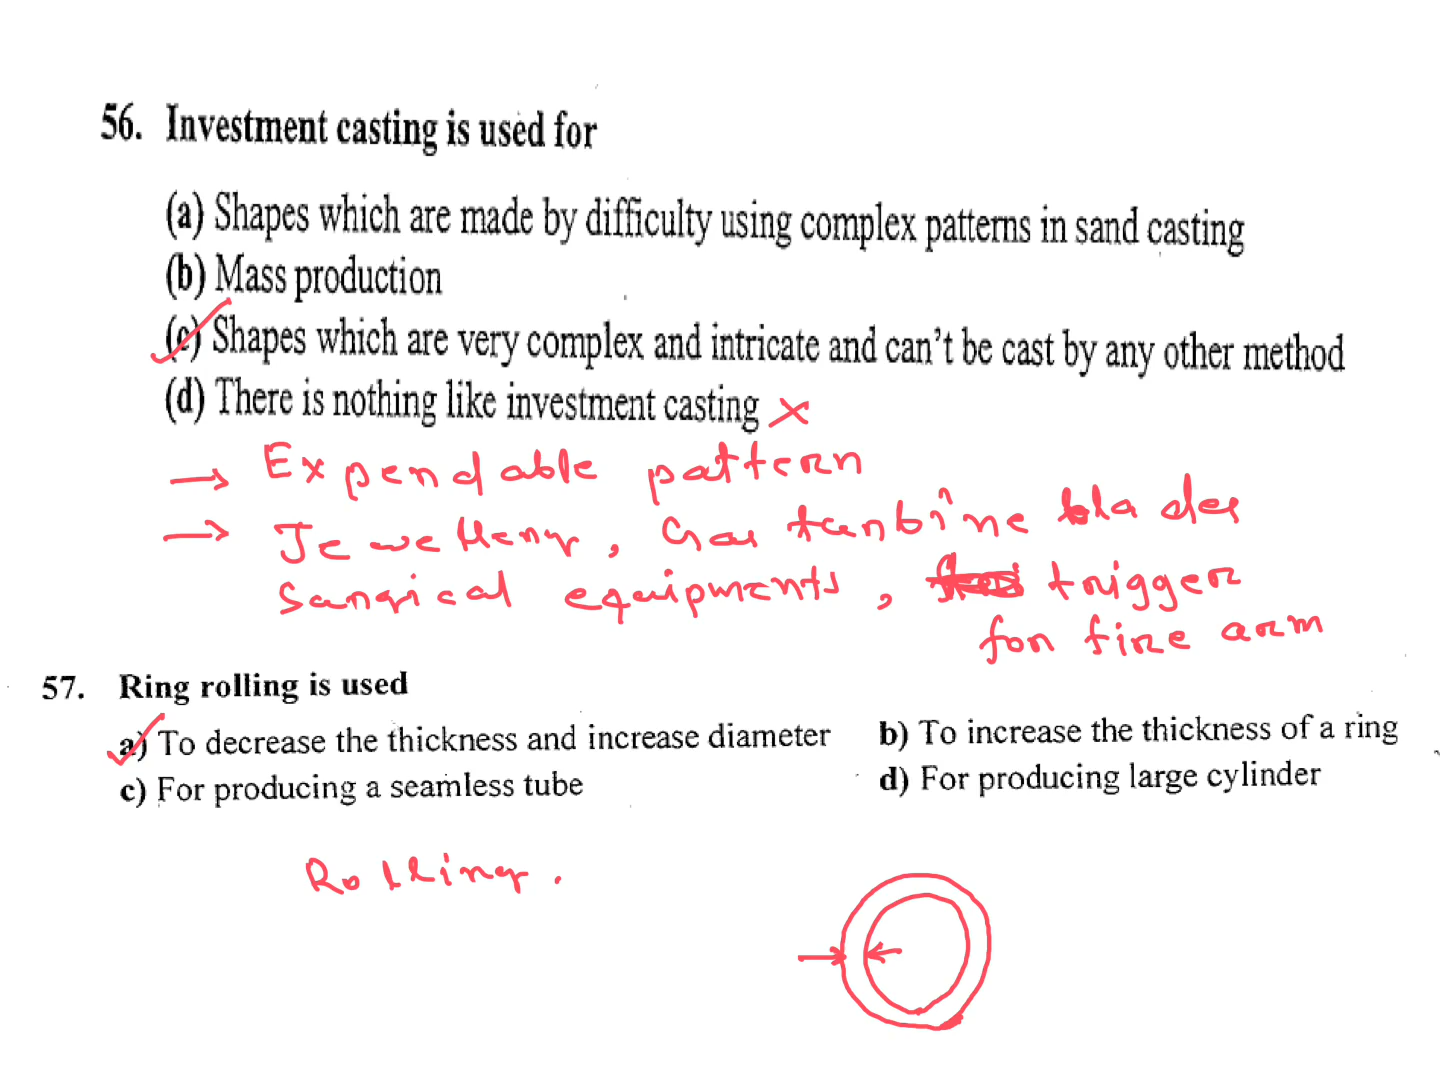 56. Investment casting is used for
(a) Shapes which are made by difficulty using complex patterns in sand casting
(b) Mass production
(c) Shapes which are very complex and intricate and can't be cast by any other method
(d) There is nothing like investment casting ×
→ Expendable pattern
→ Jewellery, Gas turbine blades
Surgical equipments, trigger
for fire arm
57. Ring rolling is used
a) To decrease the thickness and increase diameter b) To increase the thickness of a ring
c) For producing a seamless tube d) For producing large cylinder
Rolling.